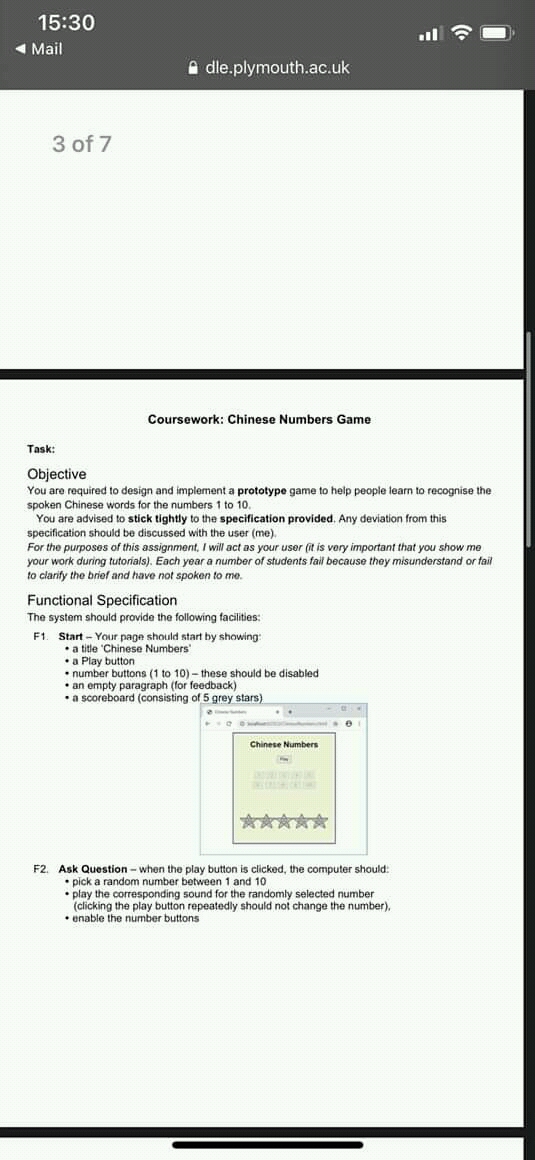 15:30
◀ Mail
dle.plymouth.ac.uk
3 of 7
Coursework: Chinese Numbers Game
Task:
Objective
You are required to design and implement a prototype game to help people learn to recognise the
spoken Chinese words for the numbers 1 to 10.
You are advised to stick tightly to the specification provided. Any deviation from this
specification should be discussed with the user (me).
For the purposes of this assignment, I will act as your user (it is very important that you show me
your work during tutorials). Each year a number of students fail because they misunderstand or fail
to clarify the brief and have not spoken to me.
Functional Specification
The system should provide the following facilities:
F1. Start – Your page should start by showing:
• a title 'Chinese Numbers'
• a Play button
• number buttons (1 to 10) – these should be disabled
• an empty paragraph (for feedback)
• a scoreboard (consisting of 5 grey stars)
Chinese Numbers
Chinese Numbers
Play
F2. Ask Question – when the play button is clicked, the computer should:
• pick a random number between 1 and 10
• play the corresponding sound for the randomly selected number
(clicking the play button repeatedly should not change the number),
• enable the number buttons